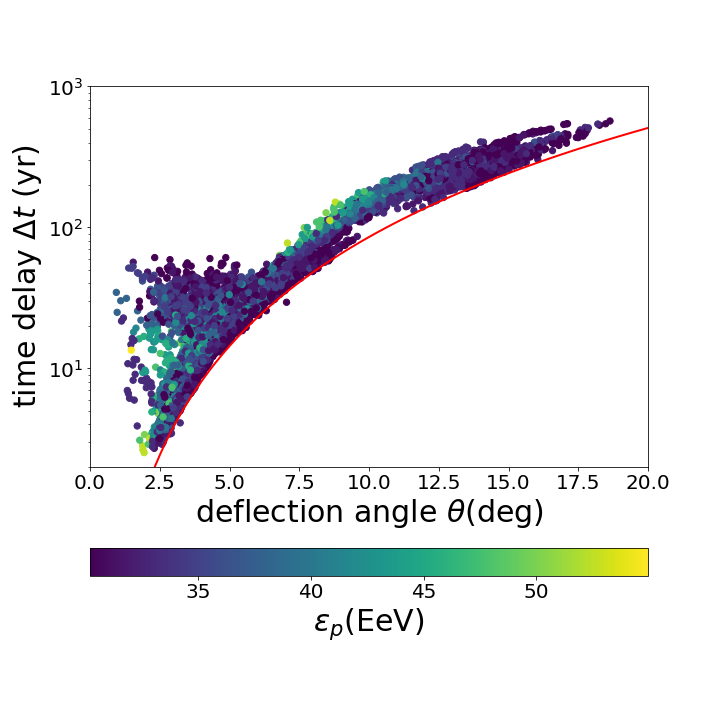 10³
10²
10¹
time delay Δt (yr)
0.0 2.5 5.0 7.5 10.0 12.5 15.0 17.5 20.0
deflection angle θ(deg)
35 40 45 50
εₚ(EeV)